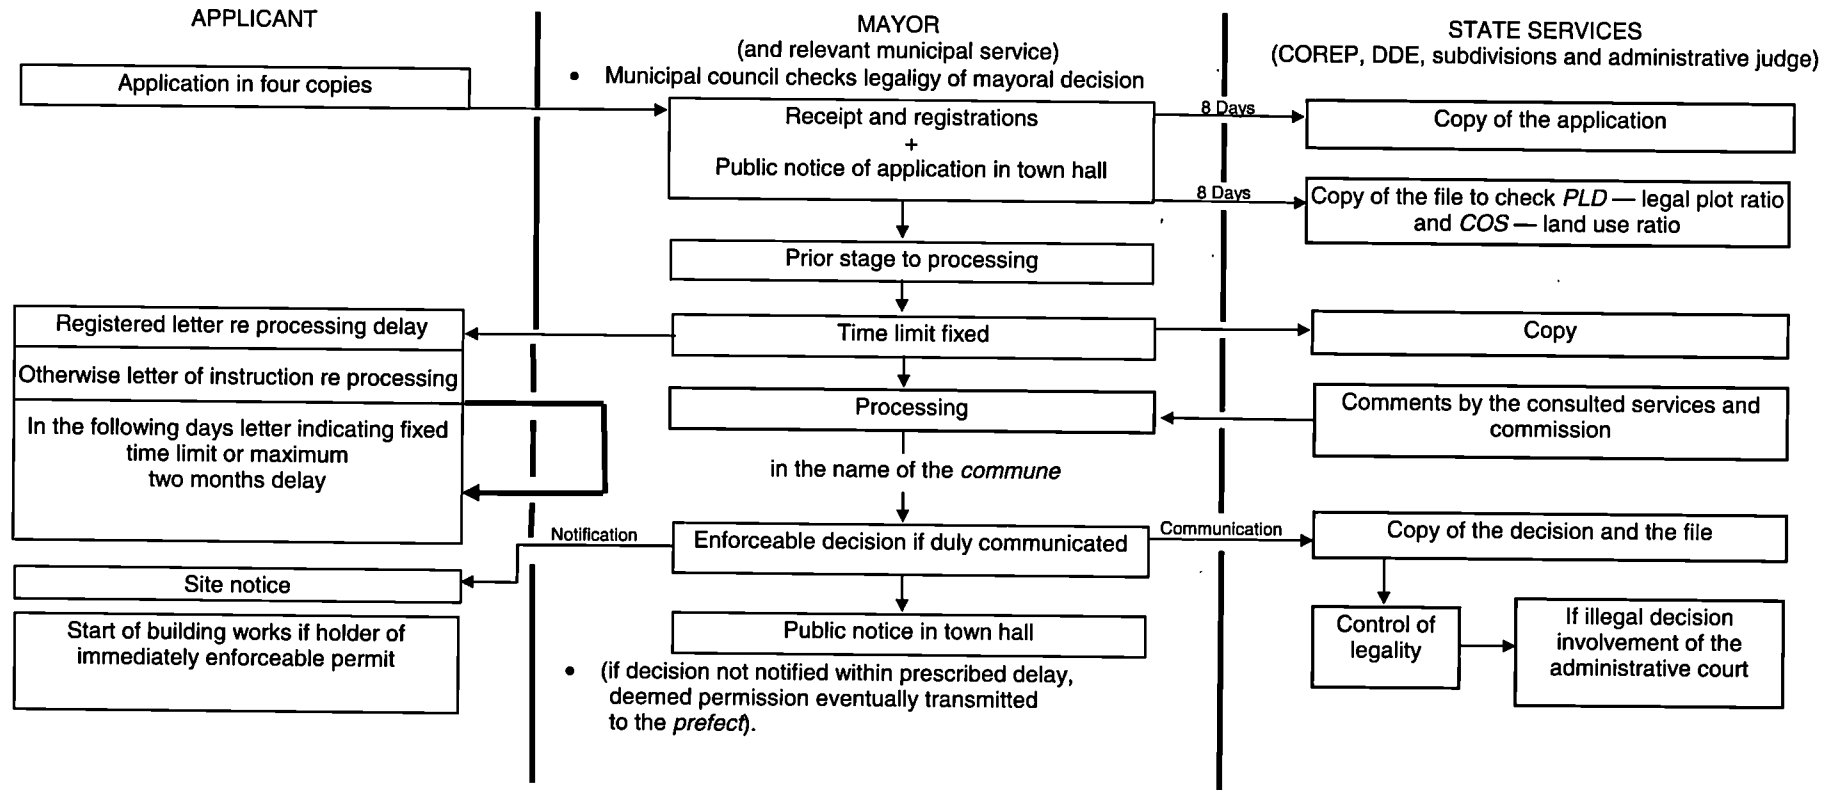 APPLICANT
MAYOR
(and relevant municipal service)
• Municipal council checks legaligy of mayoral decision
STATE SERVICES
(COREP, DDE, subdivisions and administrative judge)
Application in four copies
Receipt and registrations
+
Public notice of application in town hall
8 Days
Copy of the application
8 Days
Copy of the file to check PLD — legal plot ratio
and COS — land use ratio
Prior stage to processing
Registered letter re processing delay
Time limit fixed
Copy
Otherwise letter of instruction re processing
Processing
Comments by the consulted services and
commission
In the following days letter indicating fixed
time limit or maximum
two months delay
in the name of the commune
Notification
Enforceable decision if duly communicated
Communication
Copy of the decision and the file
Site notice
Start of building works if holder of
immediately enforceable permit
Public notice in town hall
• (if decision not notified within prescribed delay,
deemed permission eventually transmitted
to the prefect).
Control of
legality
If illegal decision
involvement of the
administrative court